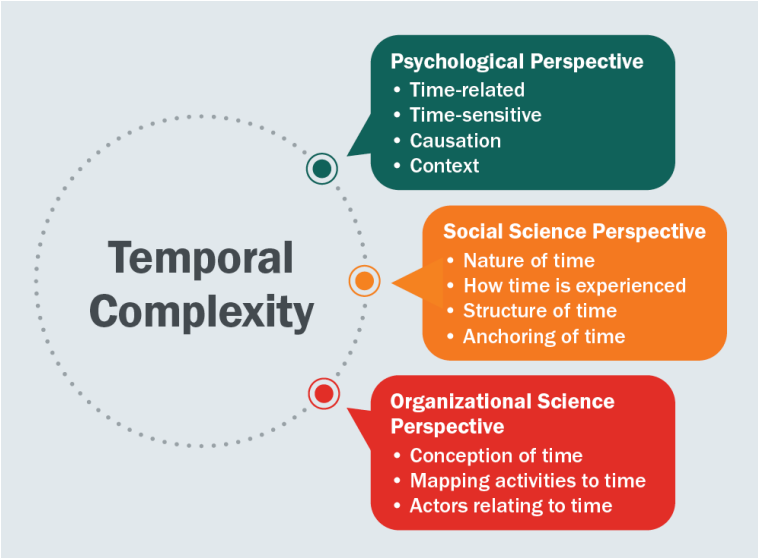 Temporal
Complexity
Psychological Perspective
• Time-related
• Time-sensitive
• Causation
• Context
Social Science Perspective
• Nature of time
• How time is experienced
• Structure of time
• Anchoring of time
Organizational Science
Perspective
• Conception of time
• Mapping activities to time
• Actors relating to time